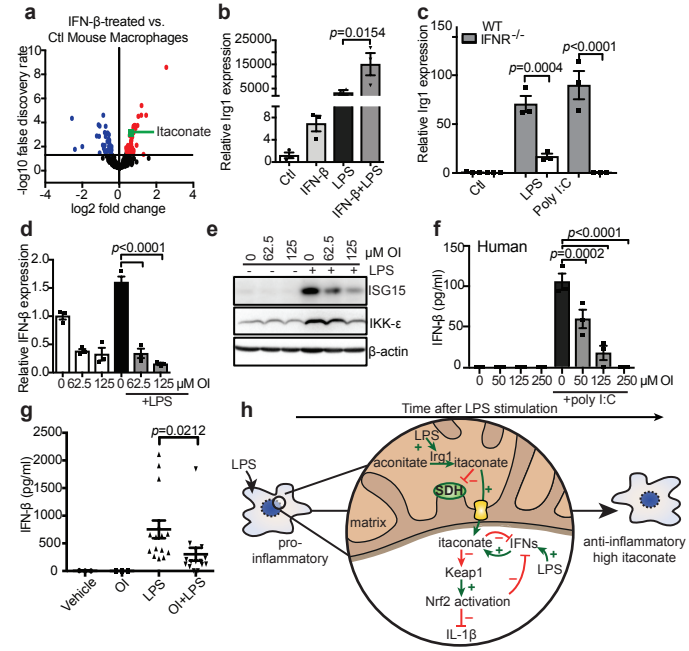 a
IFN-β-treated vs.
Ctl Mouse Macrophages
-log10 false discovery rate
10
8
6
4
2
0
Itaconate
-4 -2 0 2 4
log2 fold change
b
Relative Irg1 expression
25000
15000
5000
8
4
0
p=0.0154
Ctl
IFN-β
LPS
IFN-β+LPS
c
Relative Irg1 expression
150
100
50
0
WT
IFNR-/-
p=0.0004
p<0.0001
Ctl
LPS
Poly I:C
d
Relative IFN-β expression
2.0
1.5
1.0
0.5
0.0
p<0.0001
0 62.5 125 0 62.5 125 μM OI
+LPS
e
0 62.5 125 0 62.5 125 μM OI
- - - + + + LPS
ISG15
IKK-ε
β-actin
f
Human
IFN-β (pg/ml)
150
100
50
0
p<0.0001
p=0.0002
0 50 125 250 0 50 125 250 μM OI
+poly I:C
g
IFN-β (pg/ml)
2500
2000
1500
1000
500
0
p=0.0212
Vehicle
OI
LPS
OI+LPS
h
Time after LPS stimulation
LPS
pro-
inflammatory
LPS
+
Irg1
aconitate
itaconate
SDH
−
+
matrix
itaconate
−
IFNs
+
+
LPS
−
Keap1
+
Nrf2 activation
−
−
IL-1β
anti-inflammatory
high itaconate